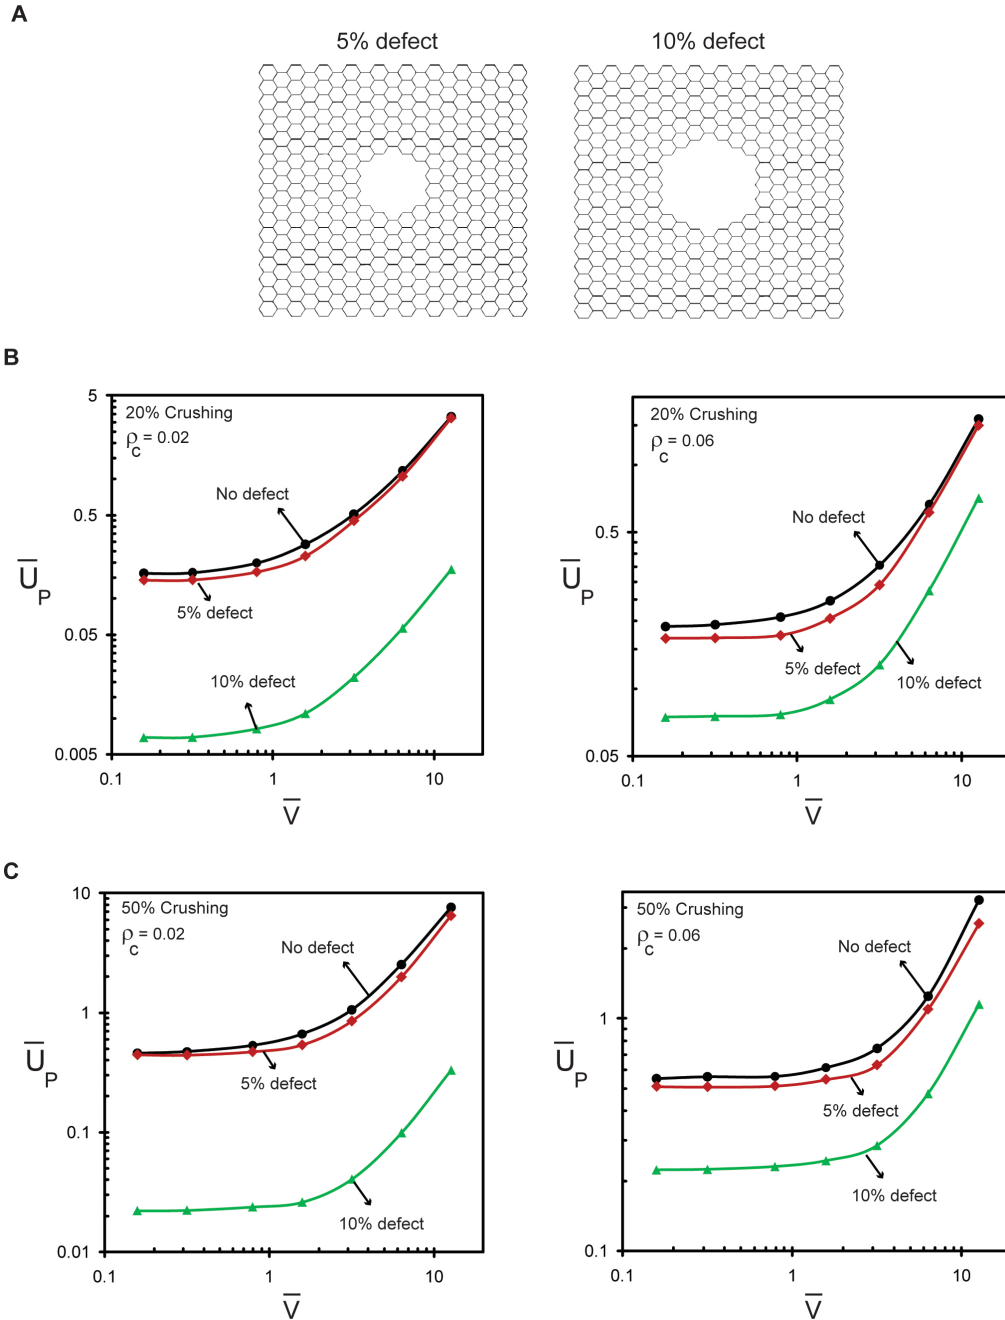 A
5% defect
10% defect
B
5
0.5
0.05
0.005
0.1
1
10
20% Crushing
ρc = 0.02
No defect
5% defect
10% defect
U̅P
V̅
0.5
0.05
0.1
1
10
20% Crushing
ρc = 0.06
No defect
5% defect
10% defect
U̅P
V̅
C
10
1
0.1
0.01
0.1
1
10
50% Crushing
ρc = 0.02
No defect
5% defect
10% defect
U̅P
V̅
1
0.1
0.1
1
10
50% Crushing
ρc = 0.06
No defect
5% defect
10% defect
U̅P
V̅